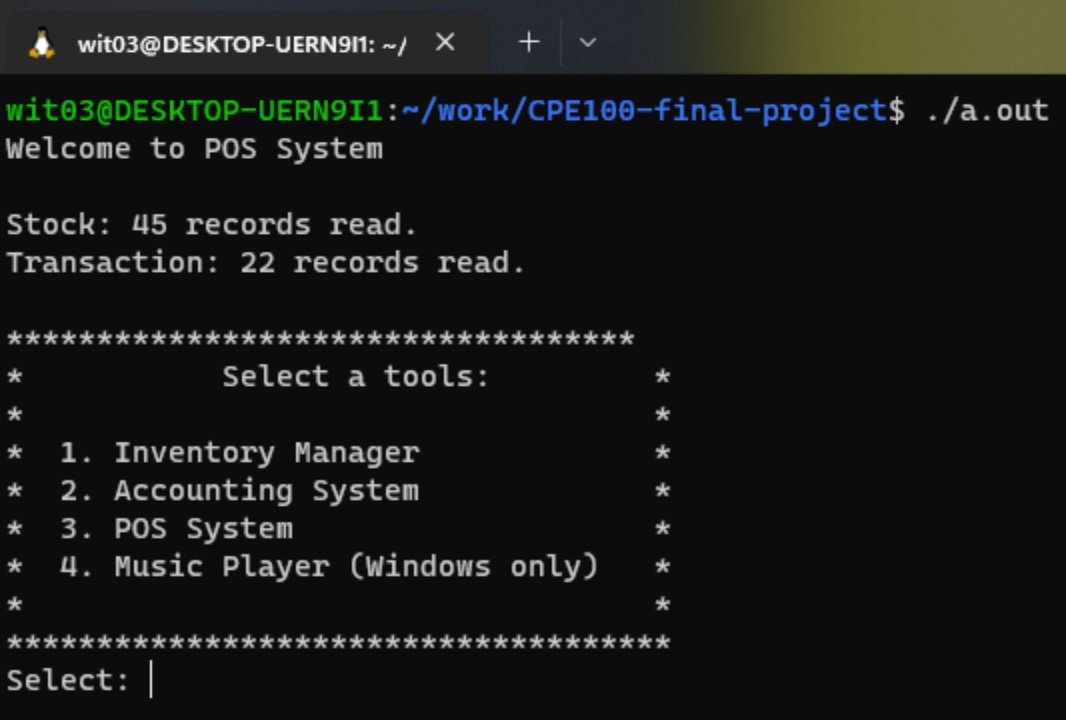 wit03@DESKTOP-UERN9I1: ~/
wit03@DESKTOP-UERN9I1:~/work/CPE100-final-project$ ./a.out
Welcome to POS System
Stock: 45 records read.
Transaction: 22 records read.
***********************************
*           Select a tools:         *
*                                   *
*  1. Inventory Manager             *
*  2. Accounting System             *
*  3. POS System                    *
*  4. Music Player (Windows only)   *
*                                   *
*************************************
Select: